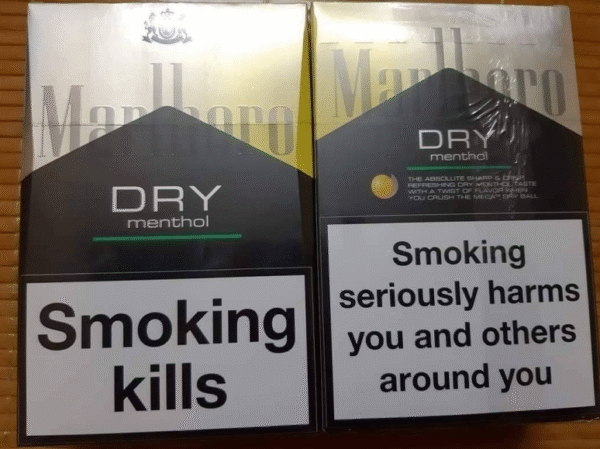 Marlboro
DRY
menthol
Smoking
kills
Marlboro
DRY
menthol
THE ABSOLUTE SHARP & CRISP
REFRESHING DRY MENTHOL TASTE
WITH A TWIST OF FLAVOR WHEN
YOU CRUSH THE MEGA DRY BALL
Smoking
seriously harms
you and others
around you